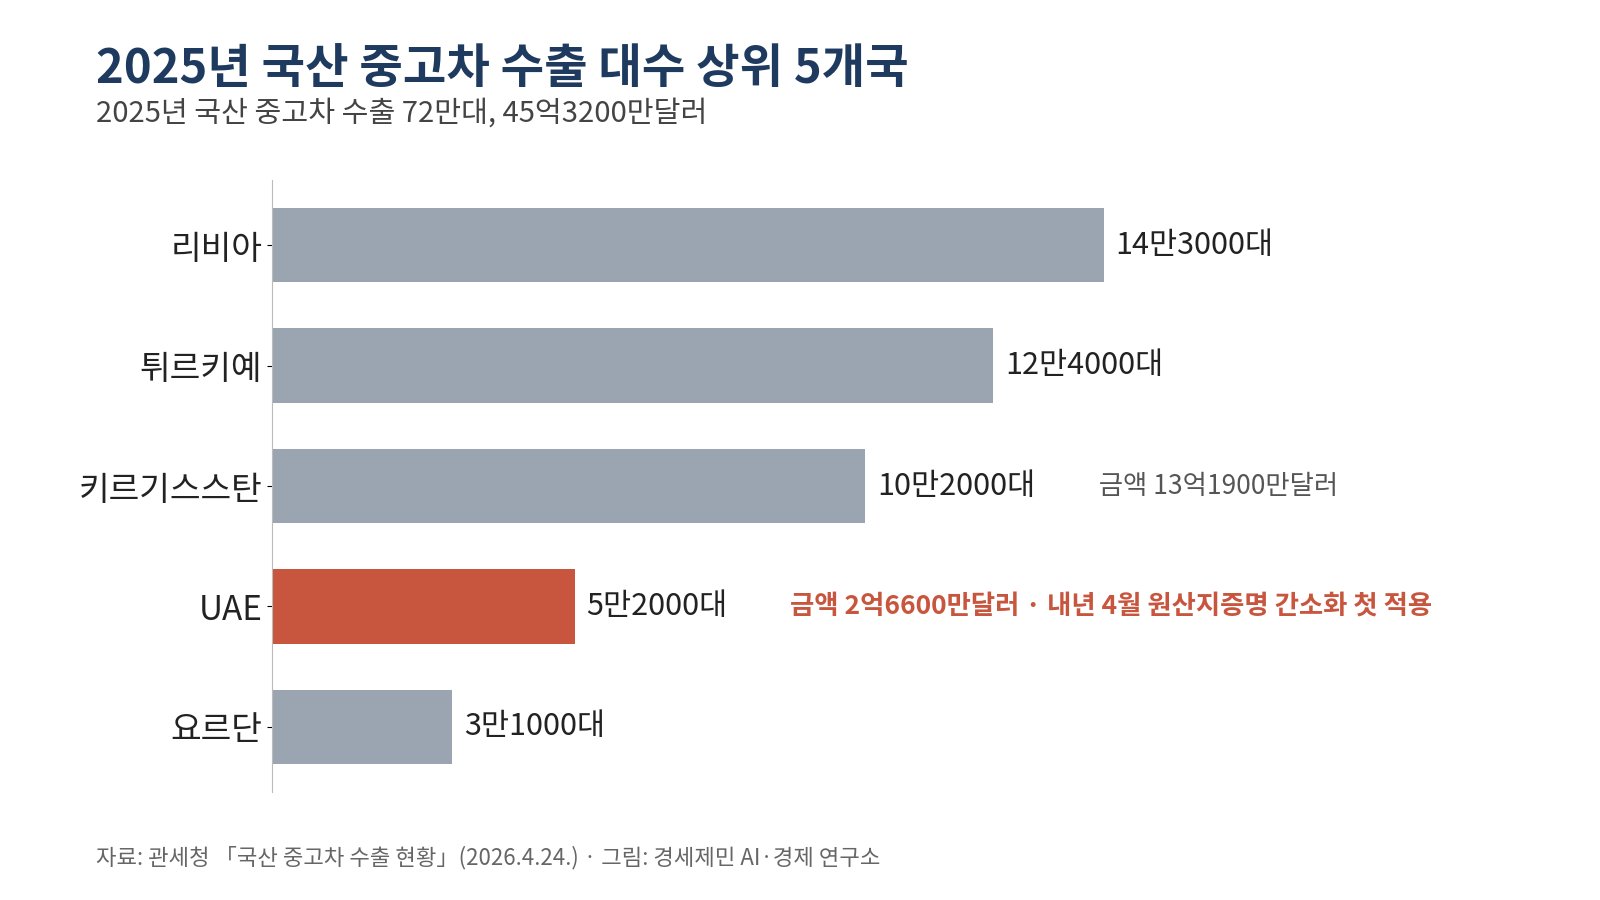 2025년 국산 중고차 수출 대수 상위 5개국
2025년 국산 중고차 수출 72만대, 45억3200만달러
리비아 14만3000대
튀르키예 12만4000대
키르기스스탄 10만2000대 금액 13억1900만달러
UAE 5만2000대 금액 2억6600만달러 · 내년 4월 원산지증명 간소화 첫 적용
요르단 3만1000대
자료: 관세청 「국산 중고차 수출 현황」(2026.4.24.) · 그림: 경세제민 AI·경제 연구소